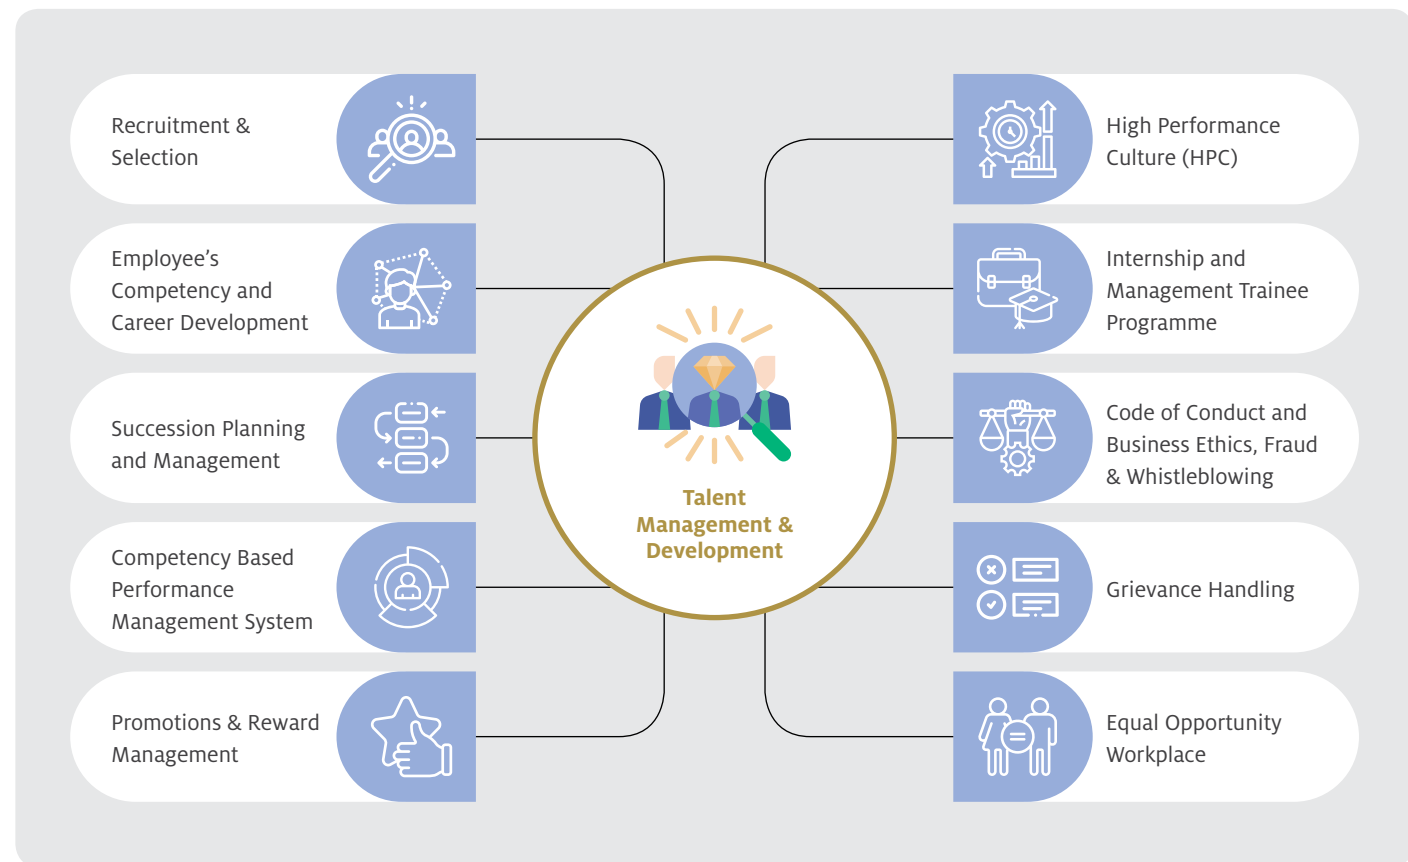 Recruitment &
Selection
Employee’s
Competency and
Career Development
Succession Planning
and Management
Competency Based
Performance
Management System
Promotions & Reward
Management
Talent
Management &
Development
High Performance
Culture (HPC)
Internship and
Management Trainee
Programme
Code of Conduct and
Business Ethics, Fraud
& Whistleblowing
Grievance Handling
Equal Opportunity
Workplace